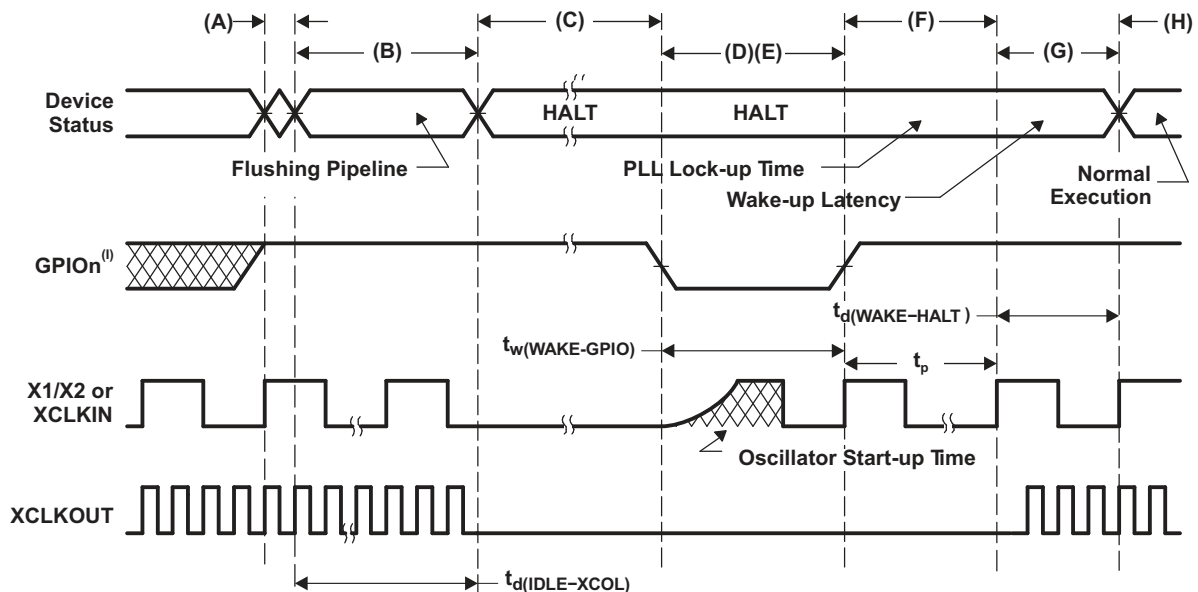 (A)
(B)
(C)
(D)(E)
(F)
(G)
(H)
Device
Status
HALT
HALT
Flushing Pipeline
PLL Lock-up Time
Wake-up Latency
Normal
Execution
GPIOn(I)
td(WAKE−HALT)
tw(WAKE-GPIO)
tp
X1/X2 or
XCLKIN
Oscillator Start-up Time
XCLKOUT
td(IDLE−XCOL)